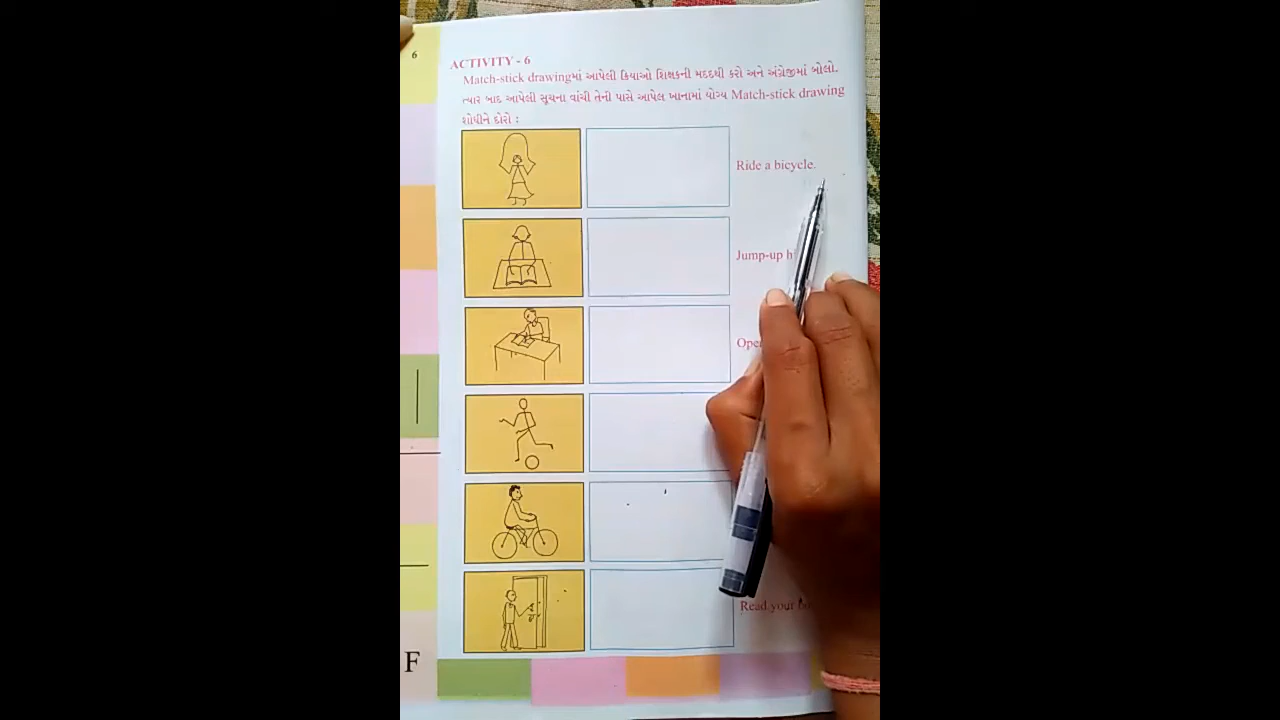 6
ACTIVITY - 6
Match-stick drawingમાં આપેલી ક્રિયાઓ શિક્ષકની મદદથી કરો અને અંગ્રેજીમાં બોલો.
ત્યાર બાદ આપેલી સૂચના વાંચી તેની પાસે આપેલ ખાનામાં યોગ્ય Match-stick drawing
શોધીને દોરો :
Ride a bicycle.
Jump-up
Read your
F